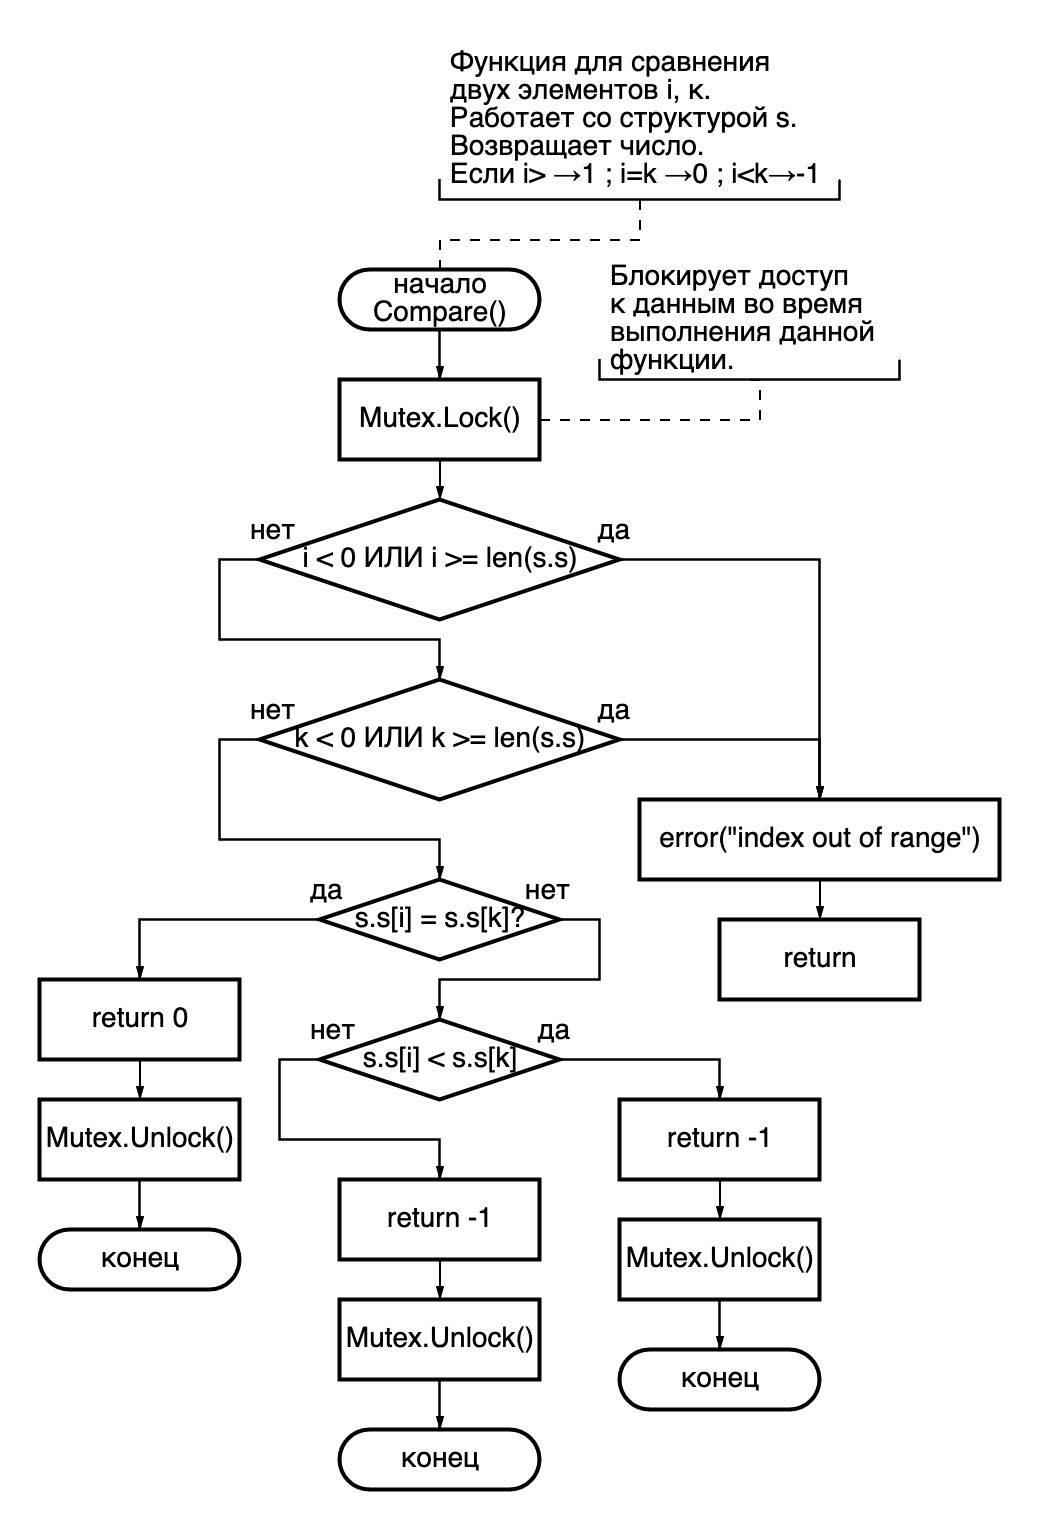 Функция для сравнения
двух элементов i, к.
Работает со структурой s.
Возвращает число.
Если i> →1 ; i=k →0 ; i<k→-1
начало
Compare()
Блокирует доступ
к данным во время
выполнения данной
функции.
Mutex.Lock()
нет
да
i < 0 ИЛИ i >= len(s.s)
нет
да
k < 0 ИЛИ k >= len(s.s)
error("index out of range")
да
нет
s.s[i] = s.s[k]?
return
return 0
нет
да
s.s[i] < s.s[k]
Mutex.Unlock()
return -1
return -1
конец
Mutex.Unlock()
Mutex.Unlock()
конец
конец